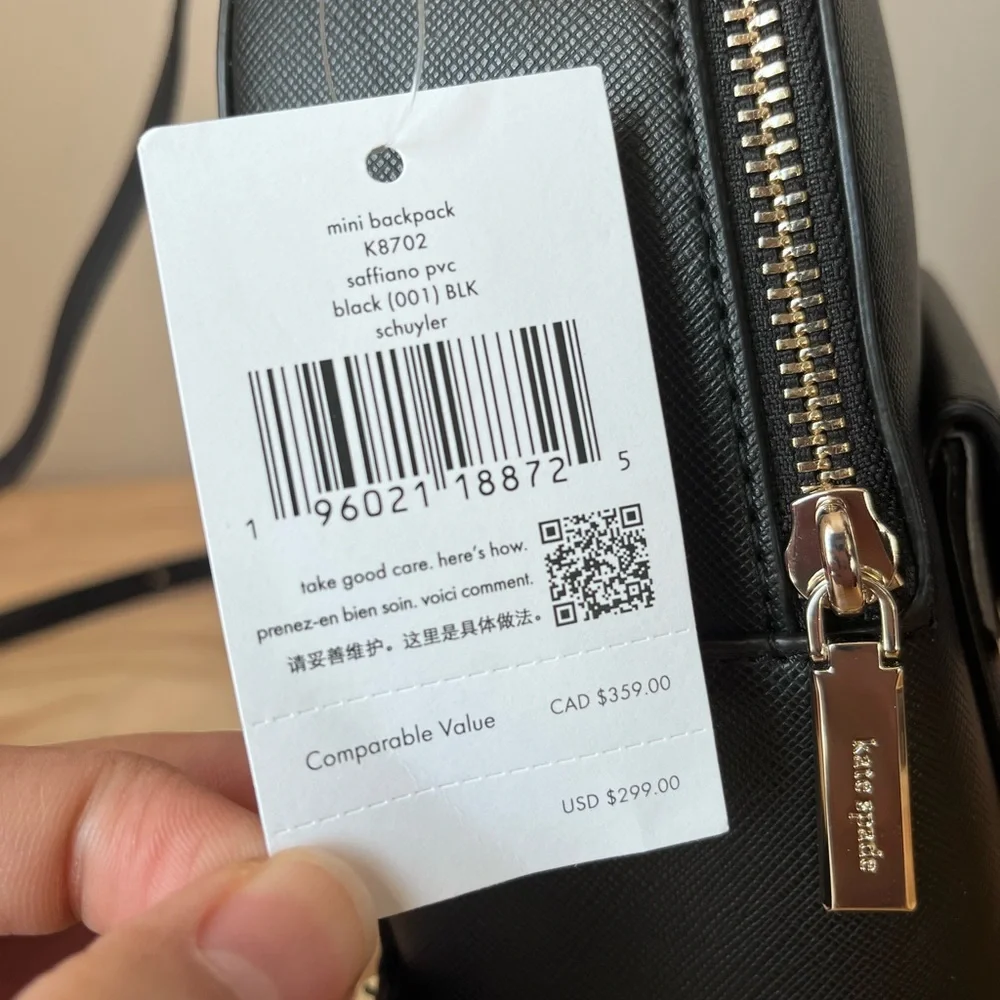 mini backpack
K8702
saffiano pvc
black (001) BLK
schuyler
1 96021 18872 5
take good care. here's how.
prenez-en bien soin. voici comment.
请妥善维护。这里是具体做法。
Comparable Value
CAD $359.00
USD $299.00
kate spade